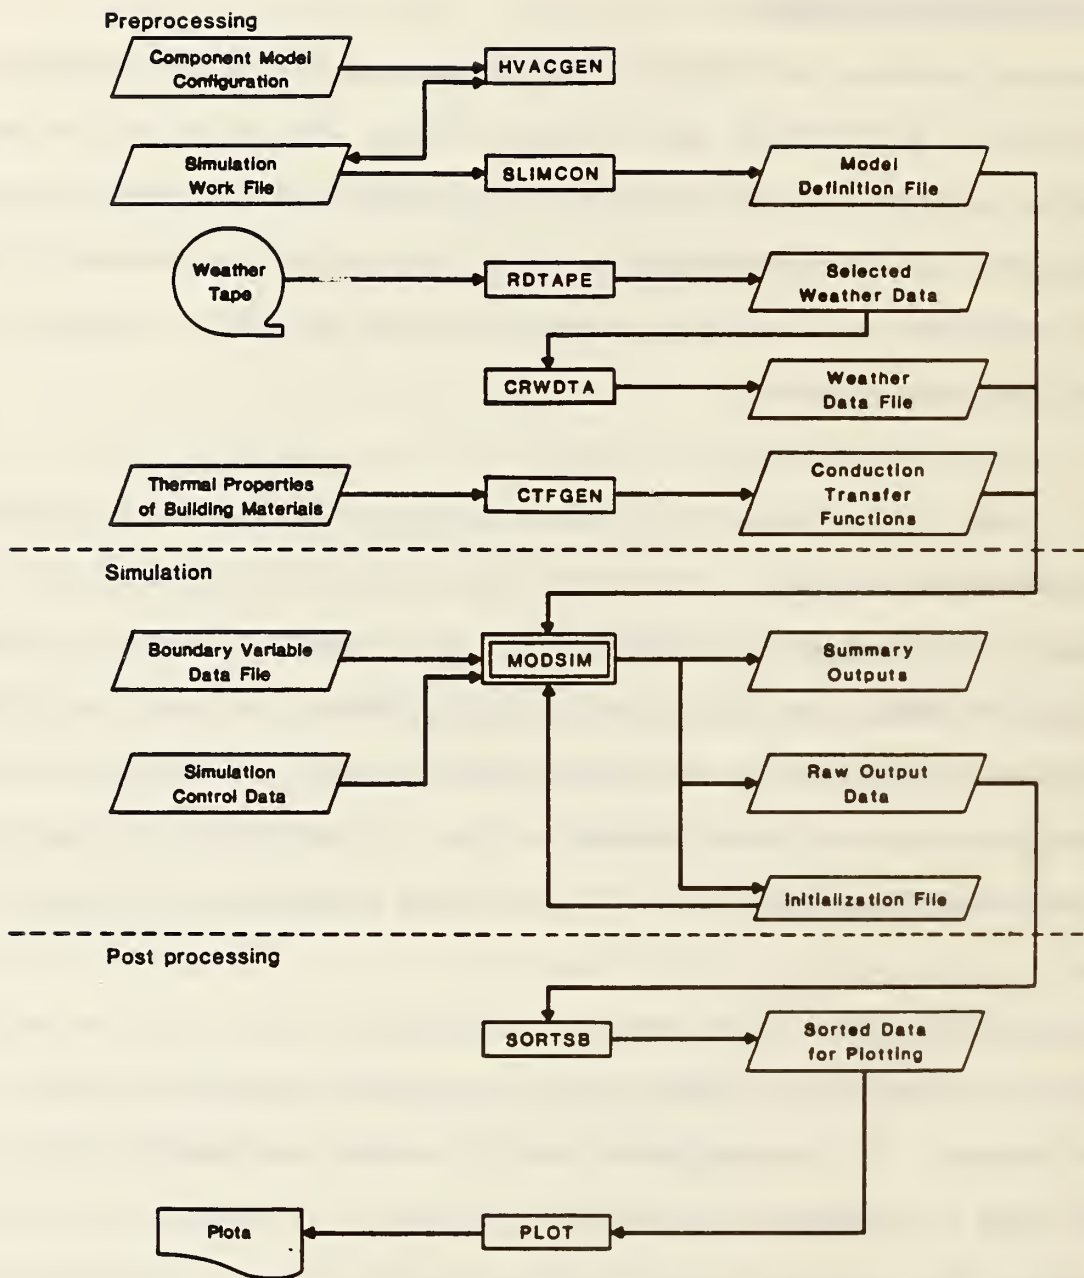 Preprocessing
Component Model
Configuration
HVACGEN
Simulation
Work File
SLIMCON
Model
Definition File
Weather
Tape
RDTAPE
Selected
Weather Data
CRWDTA
Weather
Data File
Thermal Properties
of Building Materials
CTFGEN
Conduction
Transfer
Functions
Simulation
Boundary Variable
Data File
MODSIM
Summary
Outputs
Simulation
Control Data
Raw Output
Data
Initialization File
Post processing
SORTSB
Sorted Data
for Plotting
Plots
PLOT